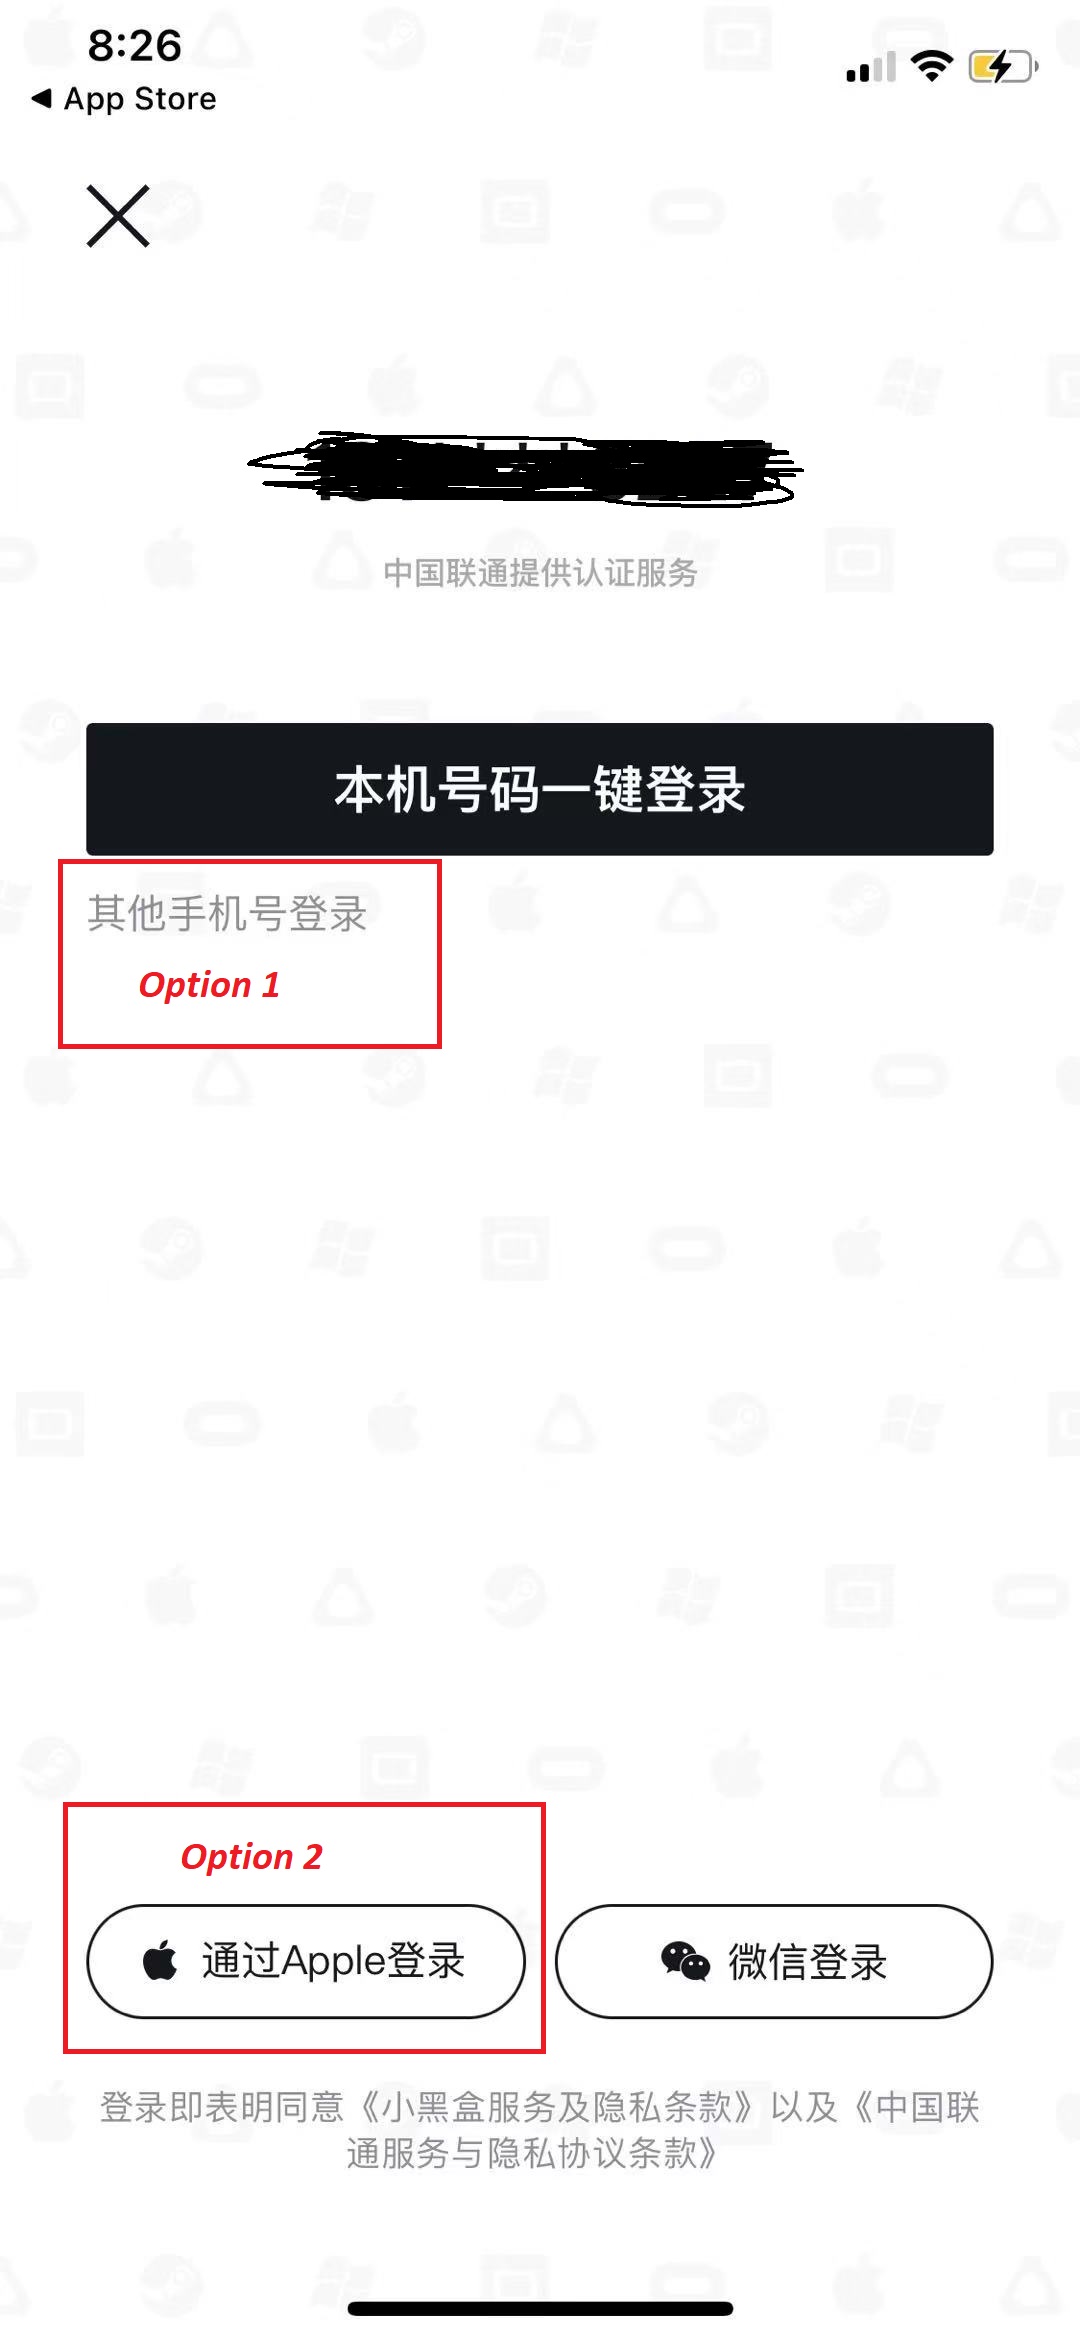 8:26
App Store
中国联通提供认证服务
本机号码一键登录
其他手机号登录
Option 1
Option 2
通过Apple登录
微信登录
登录即表明同意《小黑盒服务及隐私条款》以及《中国联
通服务与隐私协议条款》